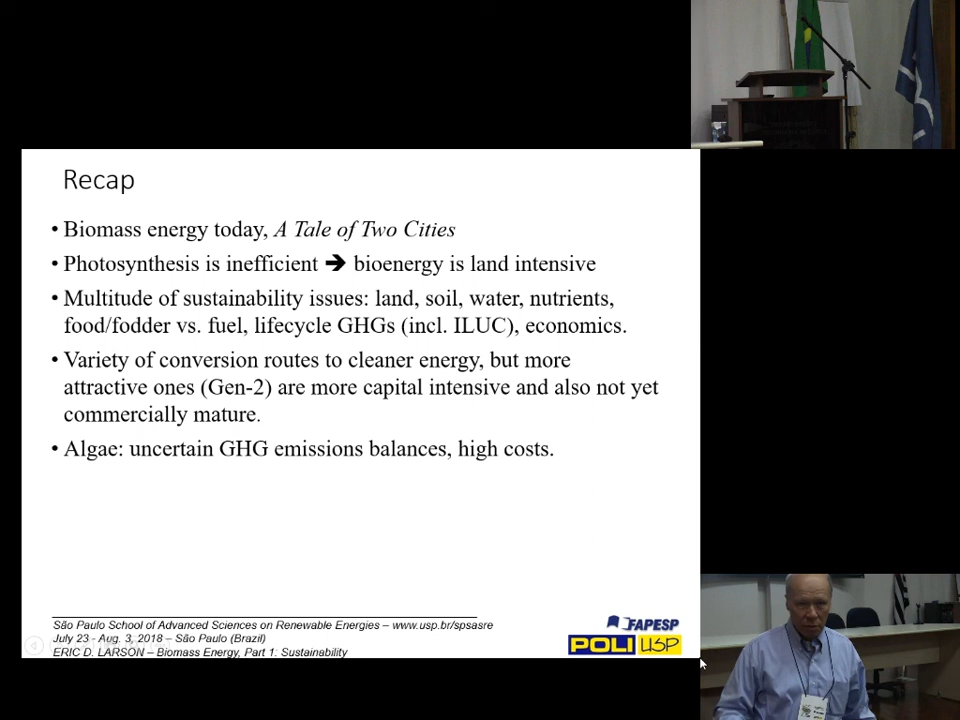 Recap
• Biomass energy today, A Tale of Two Cities
• Photosynthesis is inefficient ➔ bioenergy is land intensive
• Multitude of sustainability issues: land, soil, water, nutrients,
food/fodder vs. fuel, lifecycle GHGs (incl. ILUC), economics.
• Variety of conversion routes to cleaner energy, but more
attractive ones (Gen-2) are more capital intensive and also not yet
commercially mature.
• Algae: uncertain GHG emissions balances, high costs.
São Paulo School of Advanced Sciences on Renewable Energies – www.usp.br/spsasre
July 23 - Aug. 3, 2018 – São Paulo (Brazil)
ERIC D. LARSON – Biomass Energy, Part 1: Sustainability
FAPESP
POLI USP